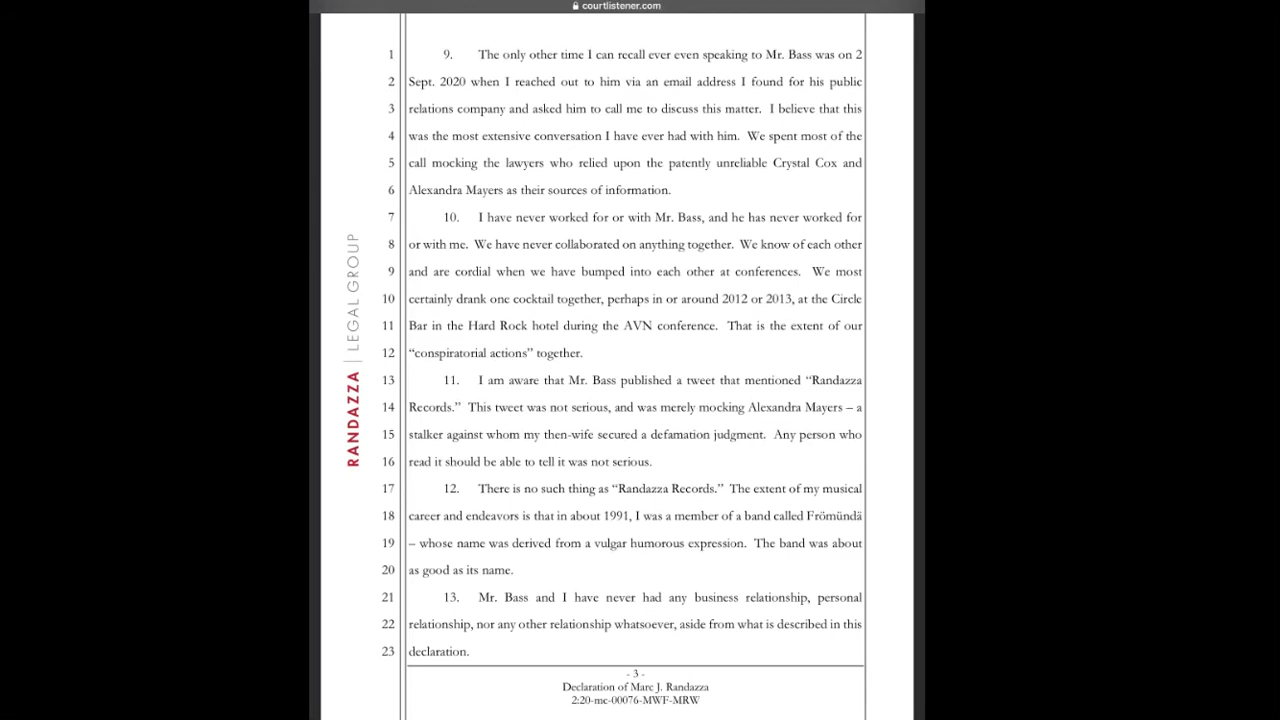 courtlistener.com
1 9. The only other time I can recall ever even speaking to Mr. Bass was on 2
2 Sept. 2020 when I reached out to him via an email address I found for his public
3 relations company and asked him to call me to discuss this matter. I believe that this
4 was the most extensive conversation I have ever had with him. We spent most of the
5 call mocking the lawyers who relied upon the patently unreliable Crystal Cox and
6 Alexandra Mayers as their sources of information.
7 10. I have never worked for or with Mr. Bass, and he has never worked for
8 or with me. We have never collaborated on anything together. We know of each other
9 and are cordial when we have bumped into each other at conferences. We most
10 certainly drank one cocktail together, perhaps in or around 2012 or 2013, at the Circle
11 Bar in the Hard Rock hotel during the AVN conference. That is the extent of our
12 “conspiratorial actions” together.
13 11. I am aware that Mr. Bass published a tweet that mentioned “Randazza
14 Records.” This tweet was not serious, and was merely mocking Alexandra Mayers – a
15 stalker against whom my then-wife secured a defamation judgment. Any person who
16 read it should be able to tell it was not serious.
17 12. There is no such thing as “Randazza Records.” The extent of my musical
18 career and endeavors is that in about 1991, I was a member of a band called Frömündä
19 – whose name was derived from a vulgar humorous expression. The band was about
20 as good as its name.
21 13. Mr. Bass and I have never had any business relationship, personal
22 relationship, nor any other relationship whatsoever, aside from what is described in this
23 declaration.
RANDAZZA | LEGAL GROUP
- 3 -
Declaration of Marc J. Randazza
2:20-mc-00076-MWF-MRW